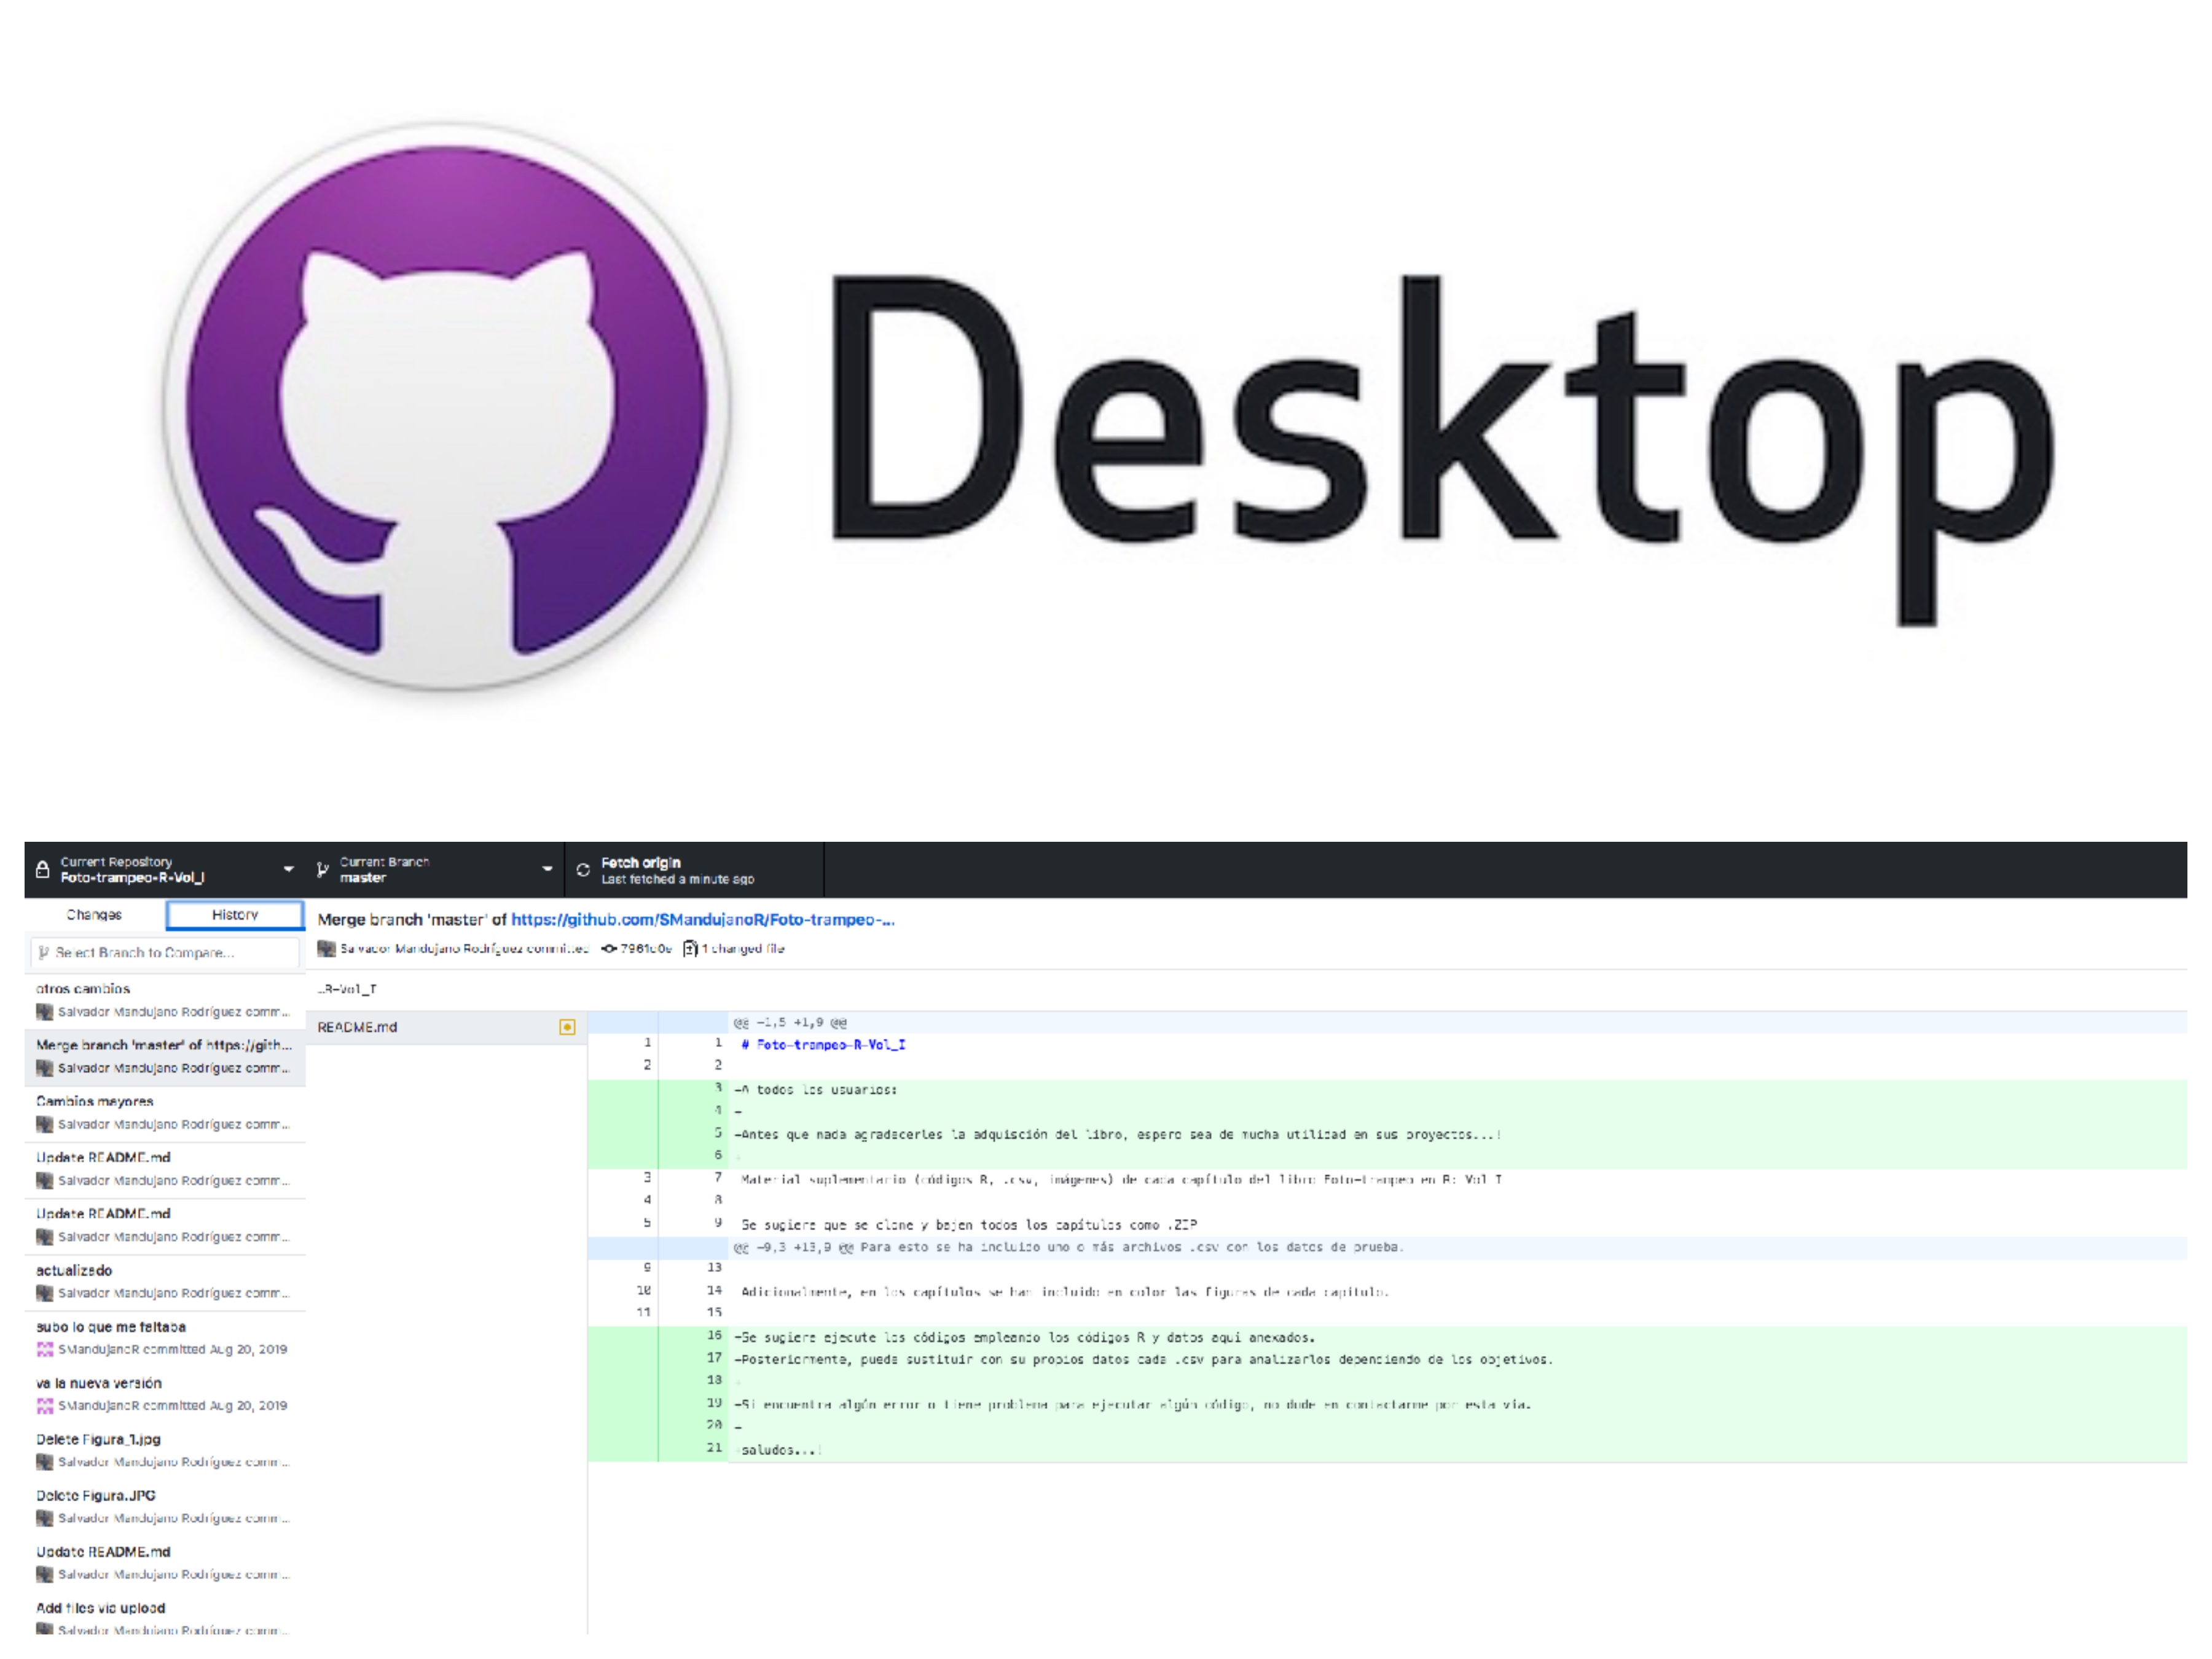 Desktop
Current Repository
Foto-trampeo-R-Vol_I
Current Branch
master
Fetch origin
Last fetched a minute ago
Changes
History
Select Branch to Compare...
otros cambios
Salvador Mandujano Rodríguez comm...
Merge branch 'master' of https://gith...
Salvador Mandujano Rodríguez comm...
Cambios mayores
Salvador Mandujano Rodríguez comm...
Update README.md
Salvador Mandujano Rodríguez comm...
Update README.md
Salvador Mandujano Rodríguez comm...
actualizado
Salvador Mandujano Rodríguez comm...
subo lo que me faltaba
SMandujanoR committed Aug 20, 2019
va la nueva versión
SMandujanoR committed Aug 20, 2019
Delete Figura_1.jpg
Salvador Mandujano Rodríguez comm...
Delete Figura.JPG
Salvador Mandujano Rodríguez comm...
Update README.md
Salvador Mandujano Rodríguez comm...
Add files via upload
Salvador Mandujano Rodríguez comm...
Merge branch 'master' of https://github.com/SMandujanoR/Foto-trampeo-...
Salvador Mandujano Rodríguez committed 1 changed file
...R-Vol_I
README.md
@@ -1,5 +1,9 @@
1 1 # Foto-trampeo-R-Vol_I
2 2
3 +A todos los usuarios:
4 +
5 +Antes que nada agradecerles la adquisción del libro, espero sea de mucha utilidad en sus proyectos...!
6 +
3 7 Material suplementario (códigos R, .csv, imágenes) de cada capítulo del libro Foto-trampeo en R: Vol I
4 8
5 9 Se sugiere que se clone y bajen todos los capítulos como .ZIP
@@ -9,3 +13,9 @@ Para esto se ha incluido uno o más archivos .csv con los datos de prueba.
9 13
10 14 Adicionalmente, en los capítulos se han incluido en color las figuras de cada capítulo.
11 15
16 +Se sugiere ejecute los códigos empleando los códigos R y datos aquí anexados.
17 +Posteriormente, puede sustituir con su propios datos cada .csv para analizarlos dependiendo de los objetivos.
18 +
19 +Si encuentra algún error o tiene problema para ejecutar algún código, no dude en contactarme por esta vía.
20 +
21 +saludos...!